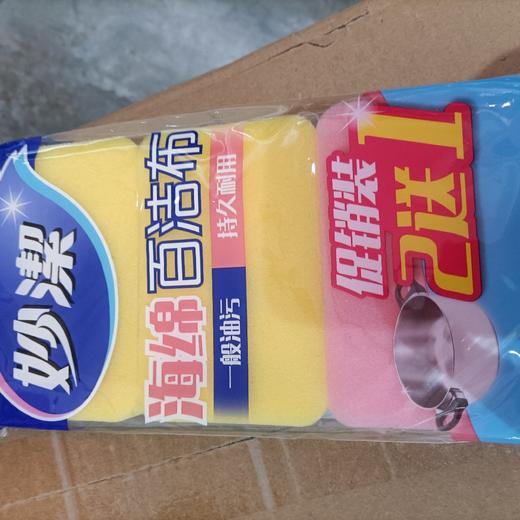 妙潔
海绵百洁布
一般油污
持久耐用
促销装
2送1